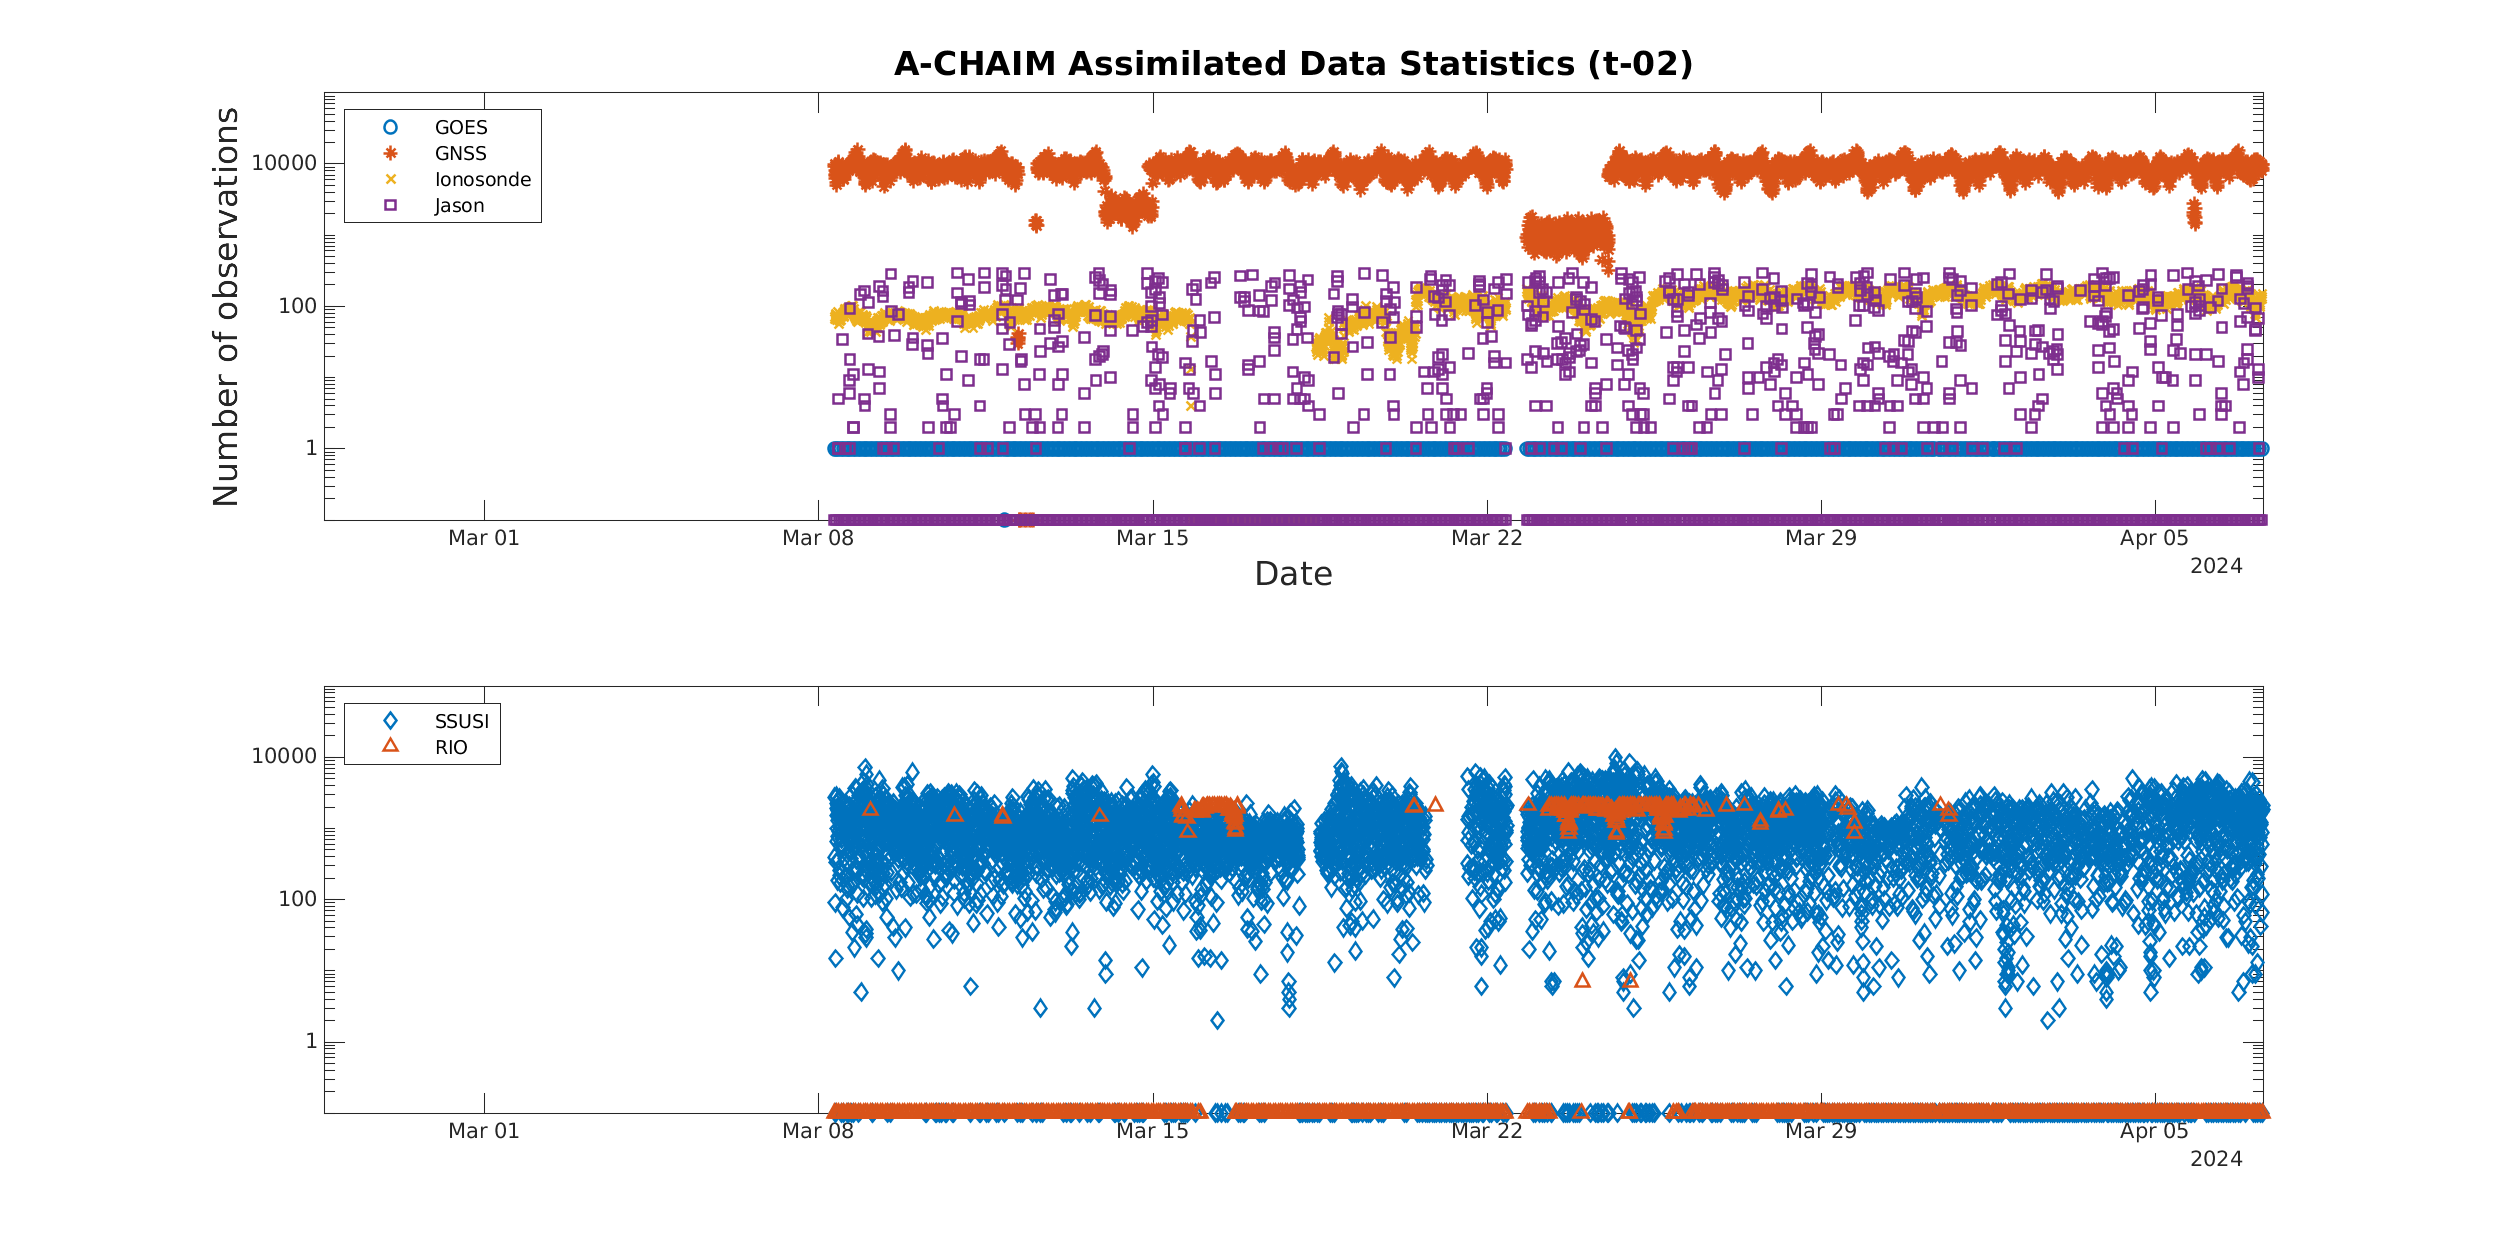 A-CHAIM Assimilated Data Statistics (t-02)
Number of observations
10000
100
1
GOES
GNSS
Ionosonde
Jason
Mar 01
Mar 08
Mar 15
Mar 22
Mar 29
Apr 05
2024
Date
10000
100
1
SSUSI
RIO
Mar 01
Mar 08
Mar 15
Mar 22
Mar 29
Apr 05
2024